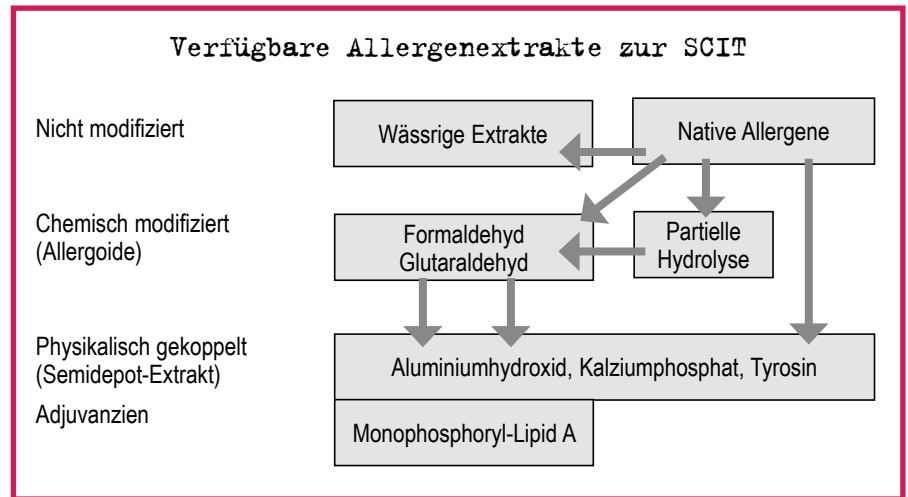 Verfügbare Allergenextrakte zur SCIT
Nicht modifiziert
Wässrige Extrakte
Native Allergene
Chemisch modifiziert
(Allergoide)
Formaldehyd
Glutaraldehyd
Partielle
Hydrolyse
Physikalisch gekoppelt
(Semidepot-Extrakt)
Aluminiumhydroxid, Kalziumphosphat, Tyrosin
Adjuvanzien
Monophosphoryl-Lipid A